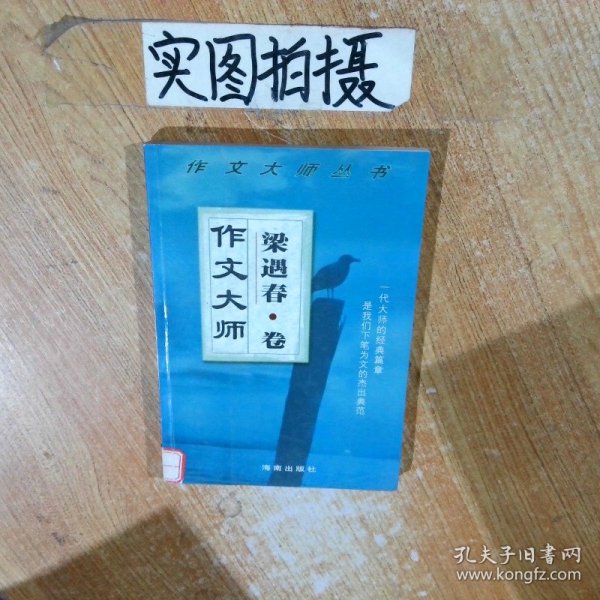 实图拍摄
作文大师丛书
作文大师
梁遇春·卷
一代大师的经典篇章
是我们下笔为文的杰出典范
海南出版社
孔夫子旧书网
www.kongfz.com